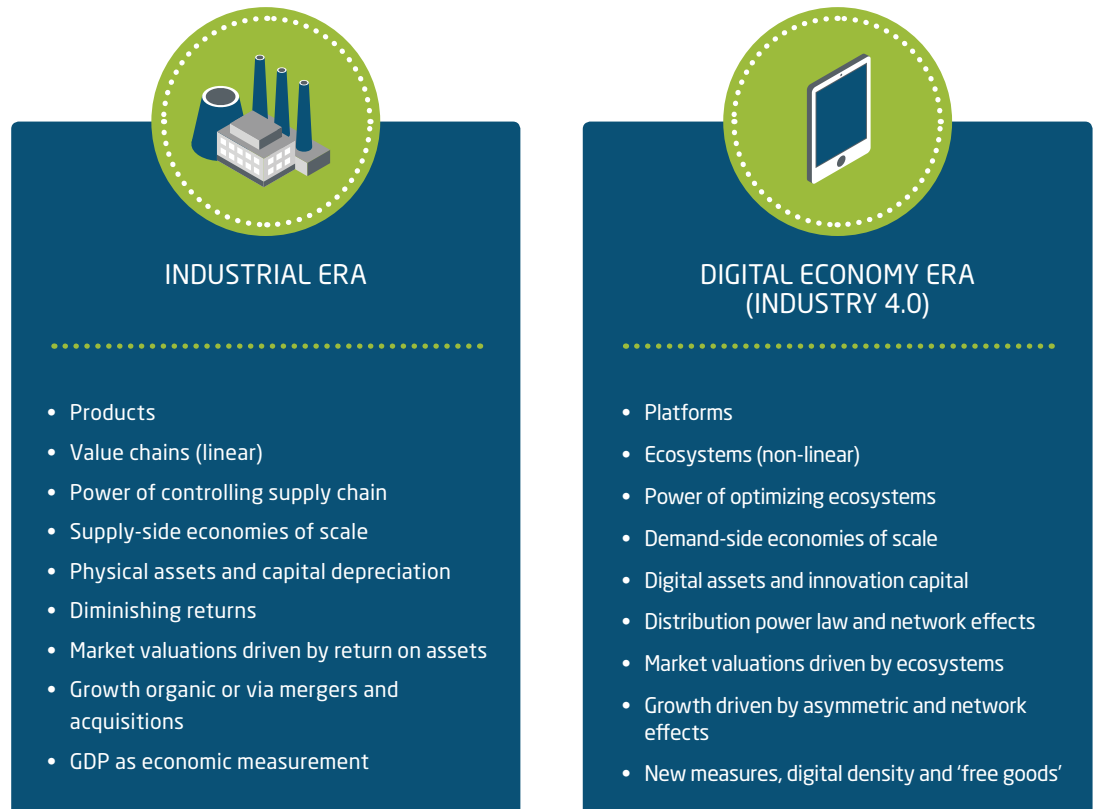 INDUSTRIAL ERA
• Products
• Value chains (linear)
• Power of controlling supply chain
• Supply-side economies of scale
• Physical assets and capital depreciation
• Diminishing returns
• Market valuations driven by return on assets
• Growth organic or via mergers and
acquisitions
• GDP as economic measurement
DIGITAL ECONOMY ERA
(INDUSTRY 4.0)
• Platforms
• Ecosystems (non-linear)
• Power of optimizing ecosystems
• Demand-side economies of scale
• Digital assets and innovation capital
• Distribution power law and network effects
• Market valuations driven by ecosystems
• Growth driven by asymmetric and network
effects
• New measures, digital density and ‘free goods’